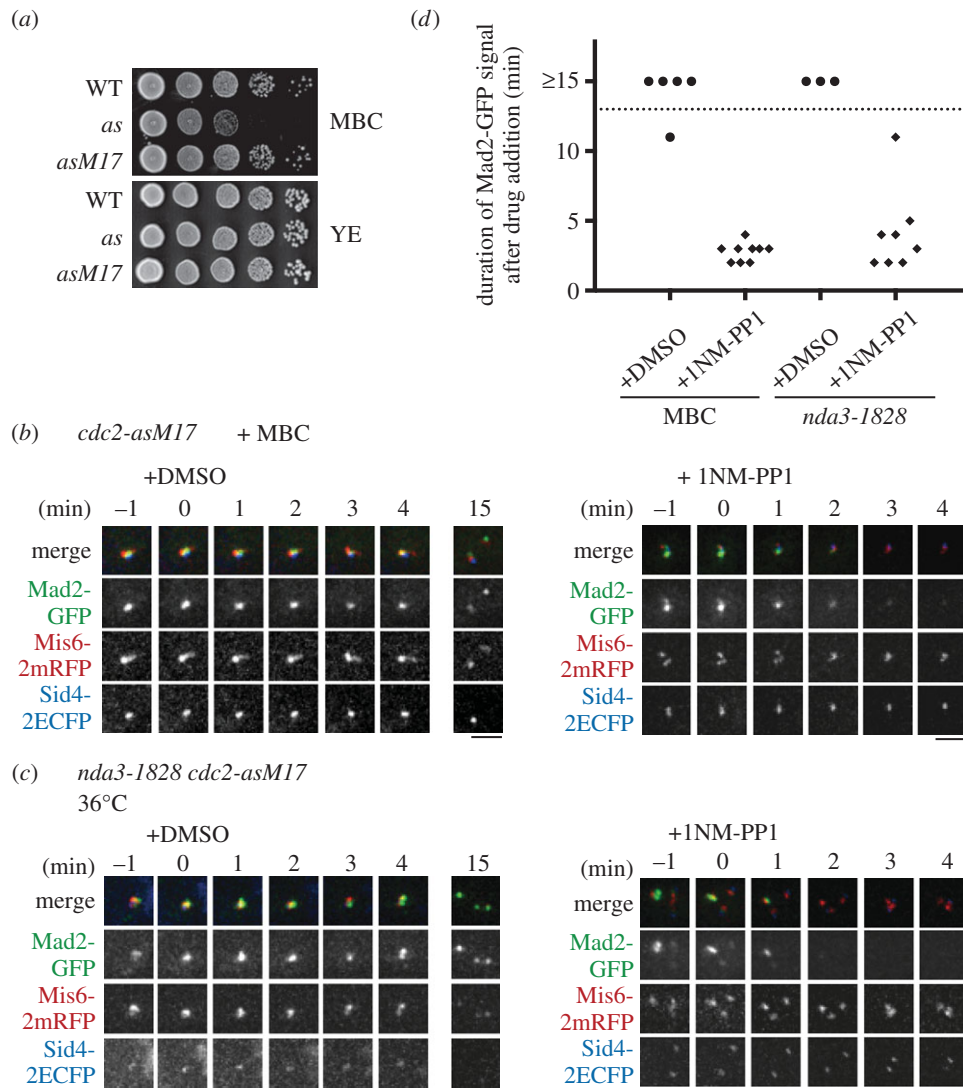 (a)
WT
as
asM17
MBC
WT
as
asM17
YE
(d)
duration of Mad2-GFP signal
after drug addition (min)
≥15
10
5
0
+DMSO
+1NM-PP1
+DMSO
+1NM-PP1
MBC
nda3-1828
(b) cdc2-asM17 + MBC
+DMSO
(min) –1 0 1 2 3 4 15
merge
Mad2-
GFP
Mis6-
2mRFP
Sid4-
2ECFP
+ 1NM-PP1
(min) –1 0 1 2 3 4
merge
Mad2-
GFP
Mis6-
2mRFP
Sid4-
2ECFP
(c) nda3-1828 cdc2-asM17
36°C
+DMSO
(min) –1 0 1 2 3 4 15
merge
Mad2-
GFP
Mis6-
2mRFP
Sid4-
2ECFP
+1NM-PP1
(min) –1 0 1 2 3 4
merge
Mad2-
GFP
Mis6-
2mRFP
Sid4-
2ECFP